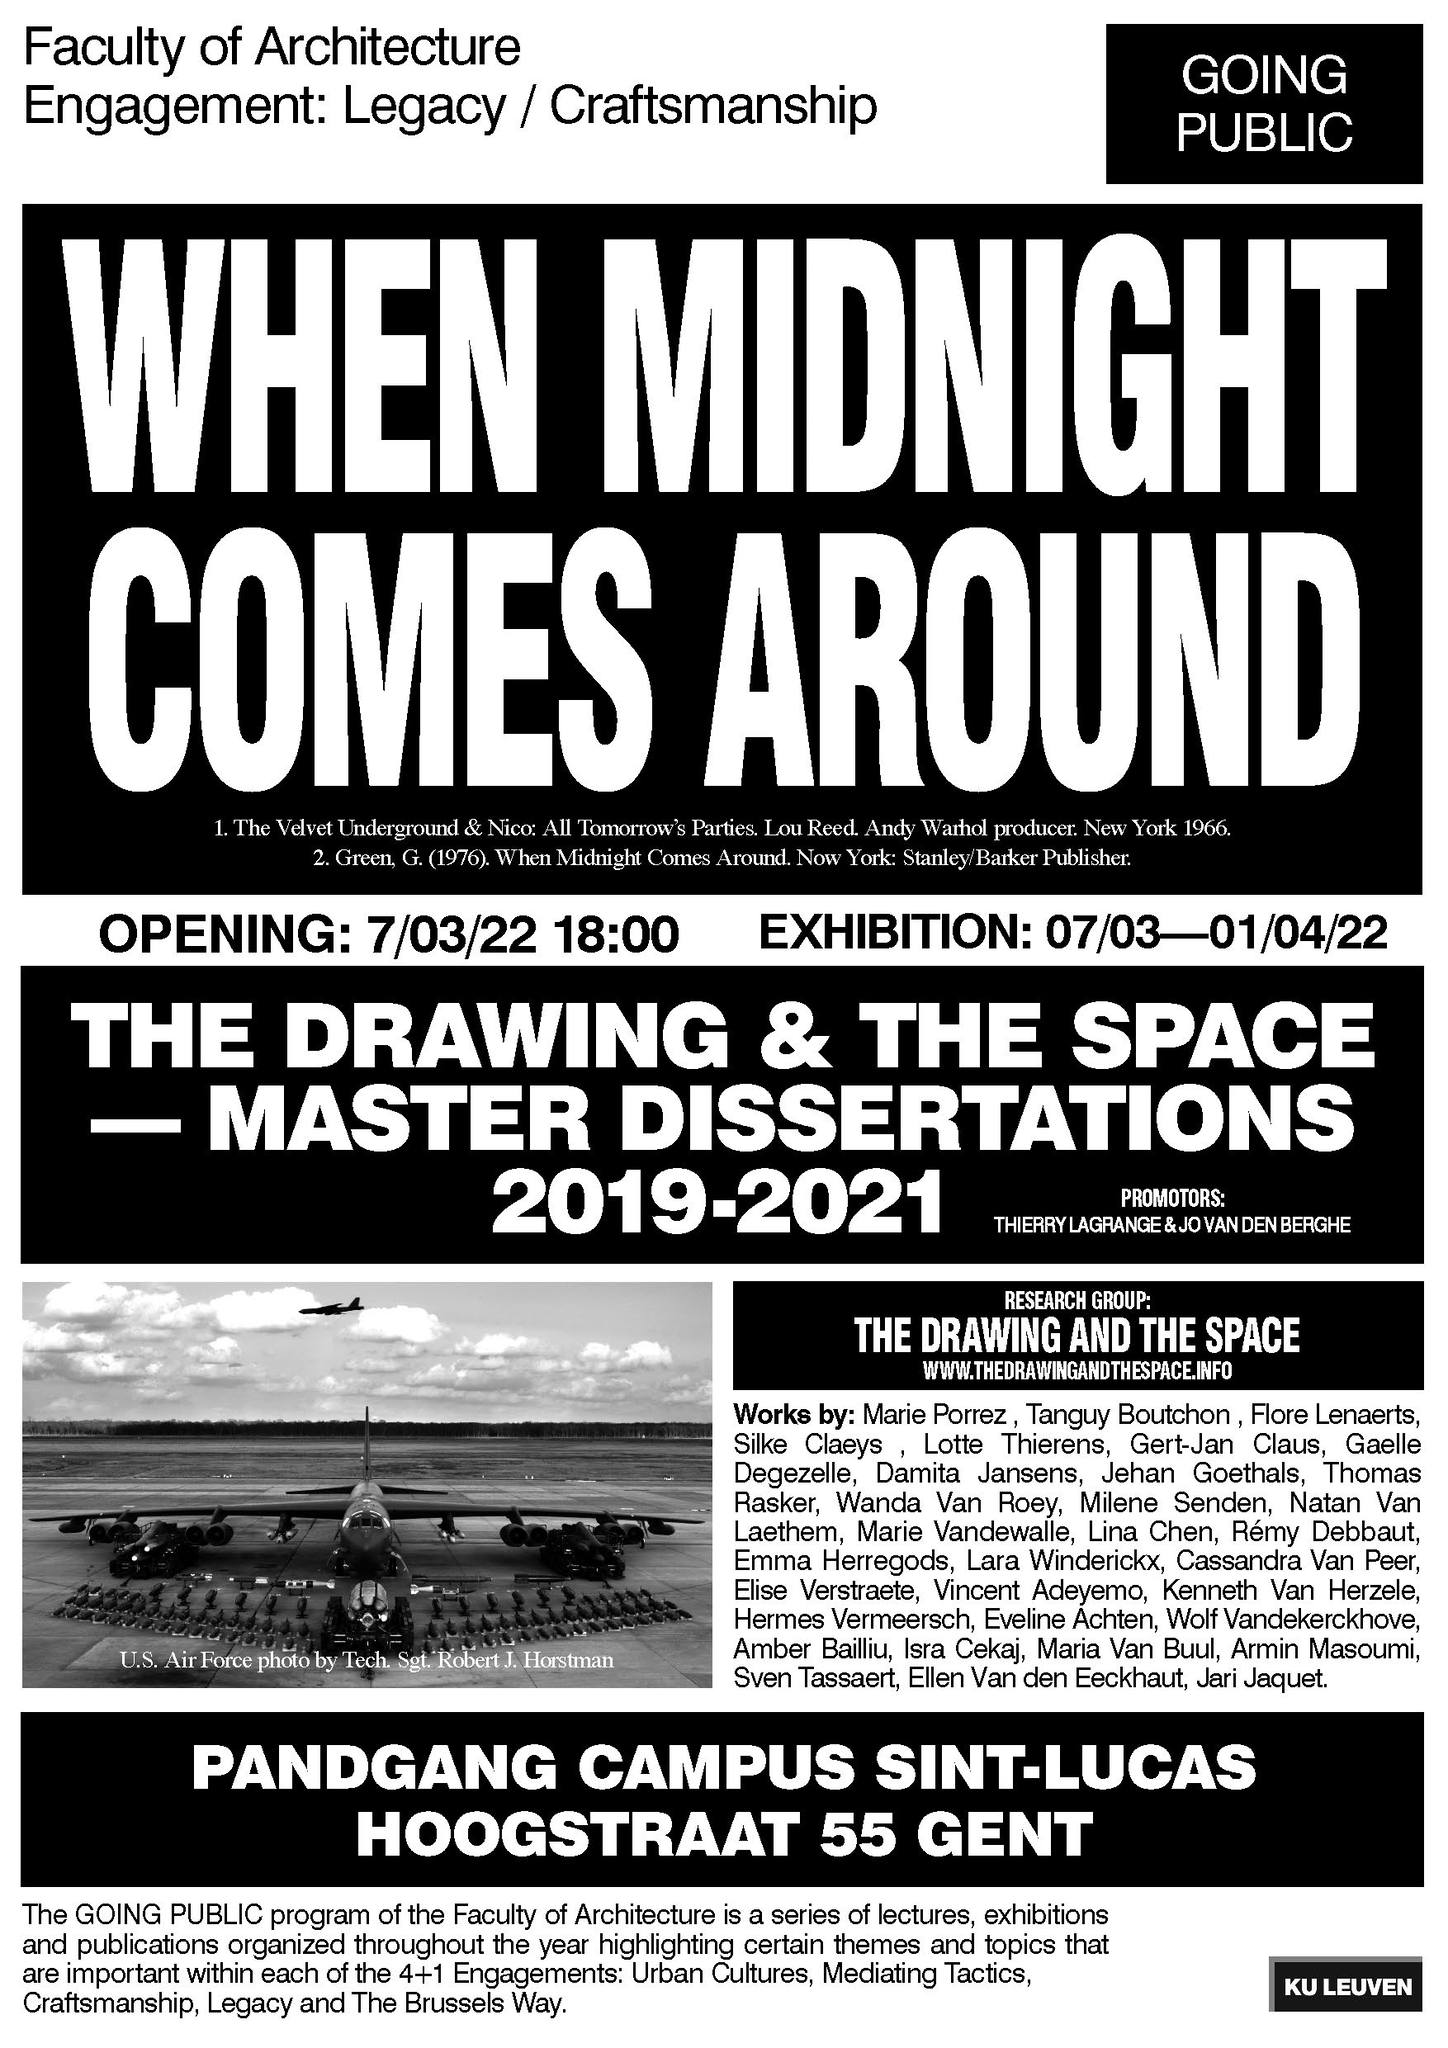 Faculty of Architecture
Engagement: Legacy / Craftsmanship
GOING
PUBLIC
WHEN MIDNIGHT
COMES AROUND
1. The Velvet Underground & Nico: All Tomorrow's Parties. Lou Reed. Andy Warhol producer. New York 1966.
2. Green, G. (1976). When Midnight Comes Around. Now York: Stanley/Barker Publisher.
OPENING: 7/03/22 18:00
EXHIBITION: 07/03—01/04/22
THE DRAWING & THE SPACE
— MASTER DISSERTATIONS
2019-2021
PROMOTORS:
THIERRY LAGRANGE & JO VAN DEN BERGHE
U.S. Air Force photo by Tech. Sgt. Robert J. Horstman
RESEARCH GROUP:
THE DRAWING AND THE SPACE
WWW.THEDRAWINGANDTHESPACE.INFO
Works by: Marie Porrez , Tanguy Boutchon , Flore Lenaerts,
Silke Claeys , Lotte Thierens, Gert-Jan Claus, Gaelle
Degezelle, Damita Jansens, Jehan Goethals, Thomas
Rasker, Wanda Van Roey, Milene Senden, Natan Van
Laethem, Marie Vandewalle, Lina Chen, Rémy Debbaut,
Emma Herregods, Lara Winderickx, Cassandra Van Peer,
Elise Verstraete, Vincent Adeyemo, Kenneth Van Herzele,
Hermes Vermeersch, Eveline Achten, Wolf Vandekerckhove,
Amber Bailliu, Isra Cekaj, Maria Van Buul, Armin Masoumi,
Sven Tassaert, Ellen Van den Eeckhaut, Jari Jaquet.
PANDGANG CAMPUS SINT-LUCAS
HOOGSTRAAT 55 GENT
The GOING PUBLIC program of the Faculty of Architecture is a series of lectures, exhibitions
and publications organized throughout the year highlighting certain themes and topics that
are important within each of the 4+1 Engagements: Urban Cultures, Mediating Tactics,
Craftsmanship, Legacy and The Brussels Way.
KU LEUVEN